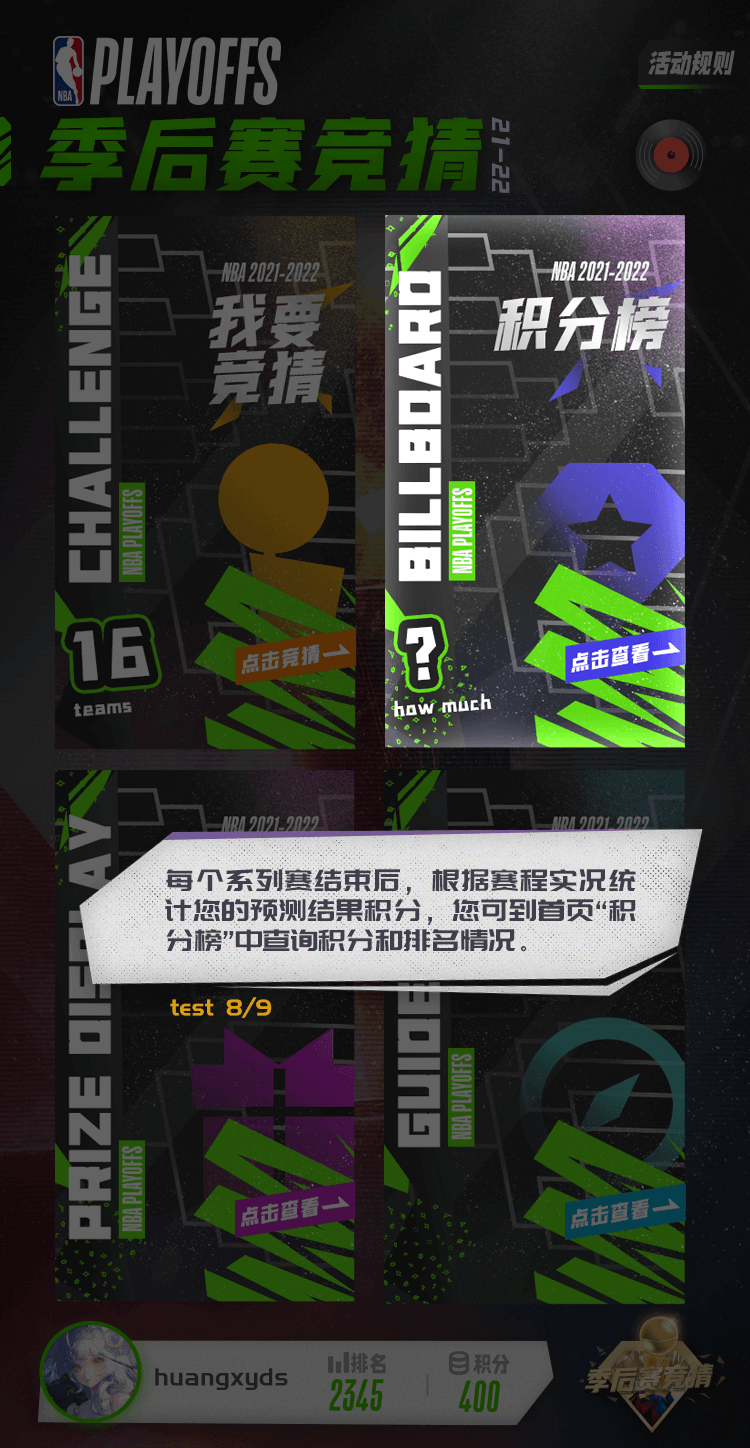 NBA
PLAYOFFS
活动规则
季后赛竞猜
21-22
CHALLENGE
NBA PLAYOFFS
NBA 2021-2022
我要
竞猜
16
teams
点击竞猜
BILLBOARD
NBA PLAYOFFS
NBA 2021-2022
积分榜
?
how much
点击查看
NBA 2021-2022
NBA 2021-2022
每个系列赛结束后，根据赛程实况统
计您的预测结果积分，您可到首页“积
分榜”中查询积分和排名情况。
test 8/9
PRIZE DISPLAY
NBA PLAYOFFS
点击查看
GUIDE
NBA PLAYOFFS
点击查看
huangxyds
排名
2345
积分
400
季后赛竞猜